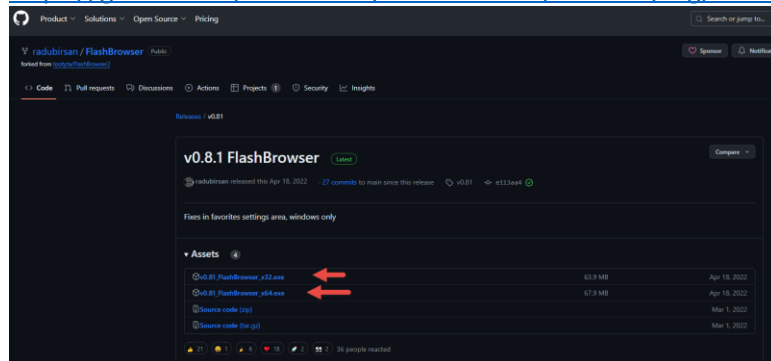 Product Solutions Open Source Pricing
Search or jump to...
radubirsan / FlashBrowser Public
forked from
Sponsor Notifica
Code Pull requests Discussions Actions Projects 1 Security Insights
Releases / v0.81
v0.8.1 FlashBrowser Latest
Compare
radubirsan released this Apr 18, 2022 · 27 commits to main since this release v0.81 e113aa4
Fixes in favorites settings area, windows only
Assets 4
v0.81_FlashBrowser_x32.exe 63.9 MB Apr 18, 2022
v0.81_FlashBrowser_x64.exe 67.9 MB Apr 18, 2022
Source code (zip) Mar 1, 2022
Source code (tar.gz) Mar 1, 2022
21 1 6 18 2 2 36 people reacted